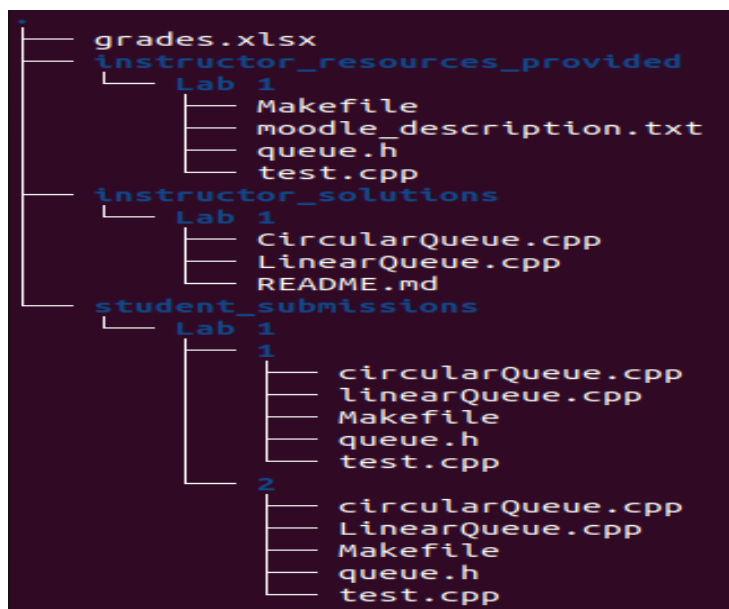 .
grades.xlsx
instructor_resources_provided
Lab 1
Makefile
moodle_description.txt
queue.h
test.cpp
instructor_solutions
Lab 1
CircularQueue.cpp
LinearQueue.cpp
README.md
student_submissions
Lab 1
1
circularQueue.cpp
linearQueue.cpp
Makefile
queue.h
test.cpp
2
circularQueue.cpp
LinearQueue.cpp
Makefile
queue.h
test.cpp